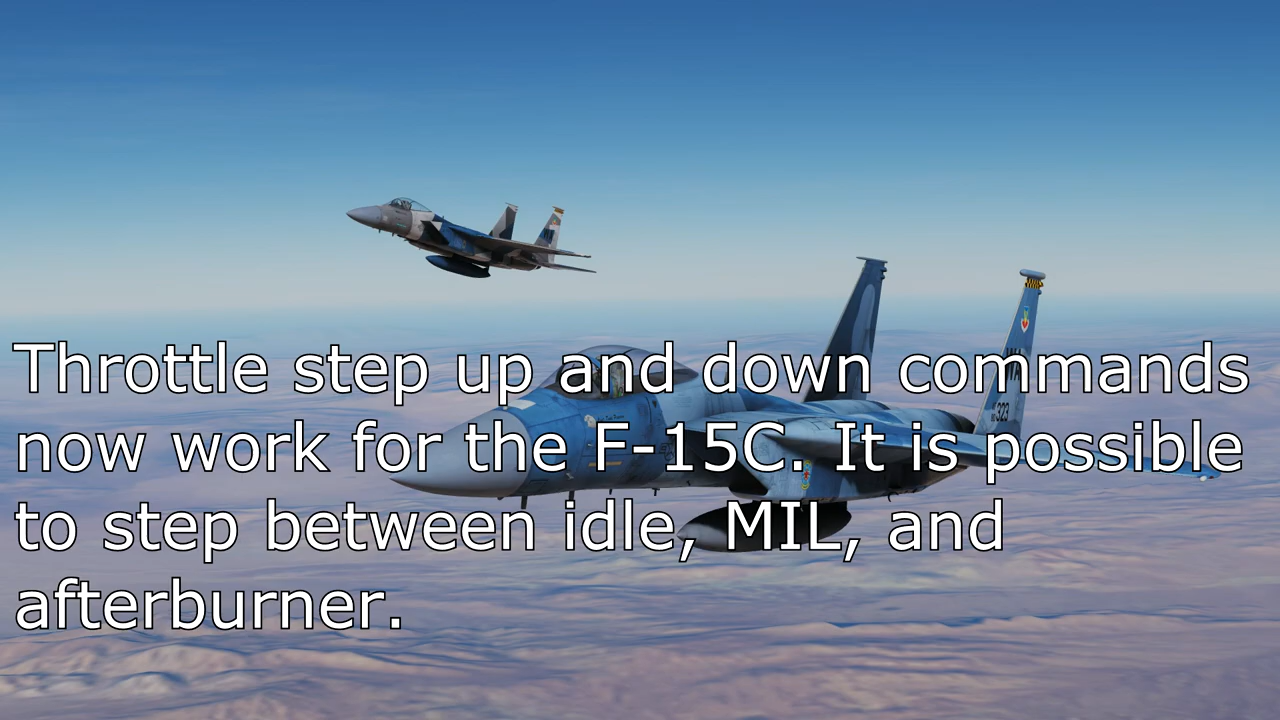 Throttle step up and down commands
now work for the F-15C. It is possible
to step between idle, MIL, and
afterburner.
323